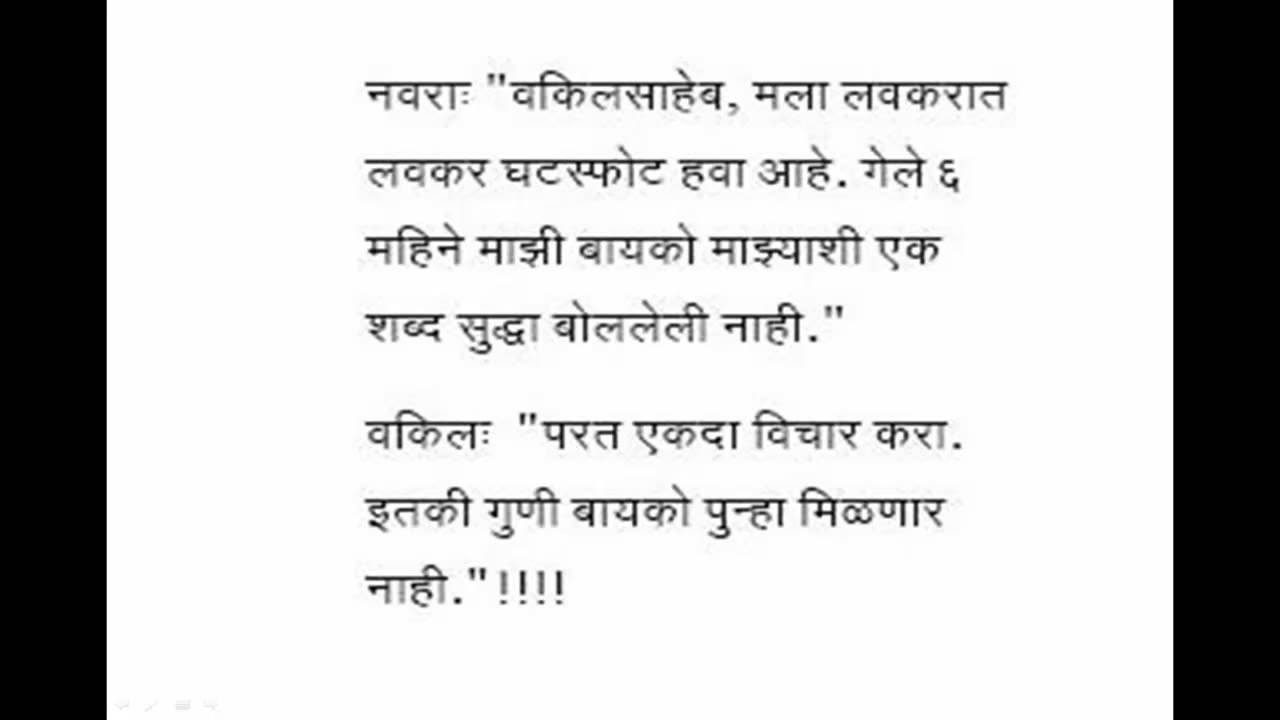 नवराः "वकिलसाहेब, मला लवकरात
लवकर घटस्फोट हवा आहे. गेले ६
महिने माझी बायको माझ्याशी एक
शब्द सुद्धा बोललेली नाही."
वकिलः "परत एकदा विचार करा.
इतकी गुणी बायको पुन्हा मिळणार
नाही."!!!!